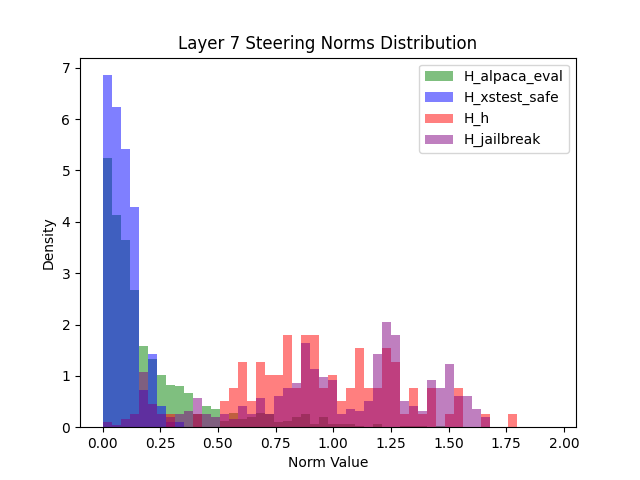 Layer 7 Steering Norms Distribution
H_alpaca_eval
H_xstest_safe
H_h
H_jailbreak
7
6
5
4
3
2
1
0
Density
0.00 0.25 0.50 0.75 1.00 1.25 1.50 1.75 2.00
Norm Value